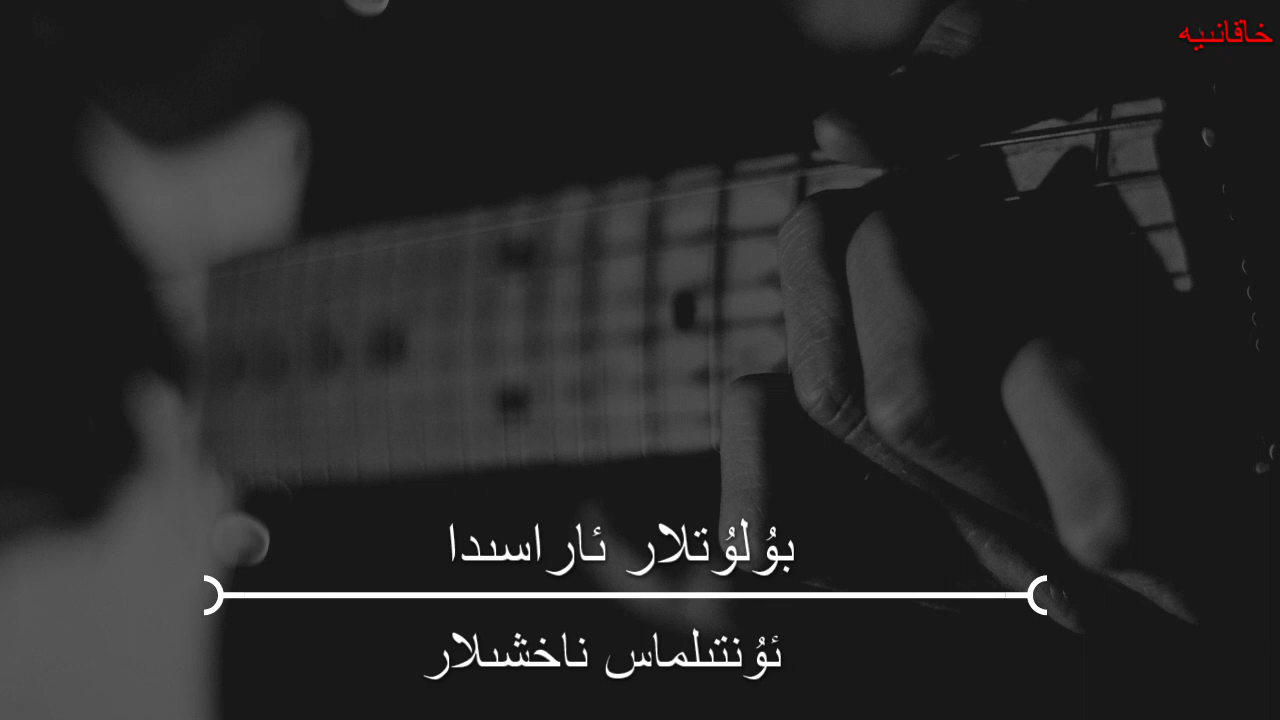 خاقانىيە
بۇلۇتلار ئاراسىدا
ئۇنتىلماس ناخشىلار